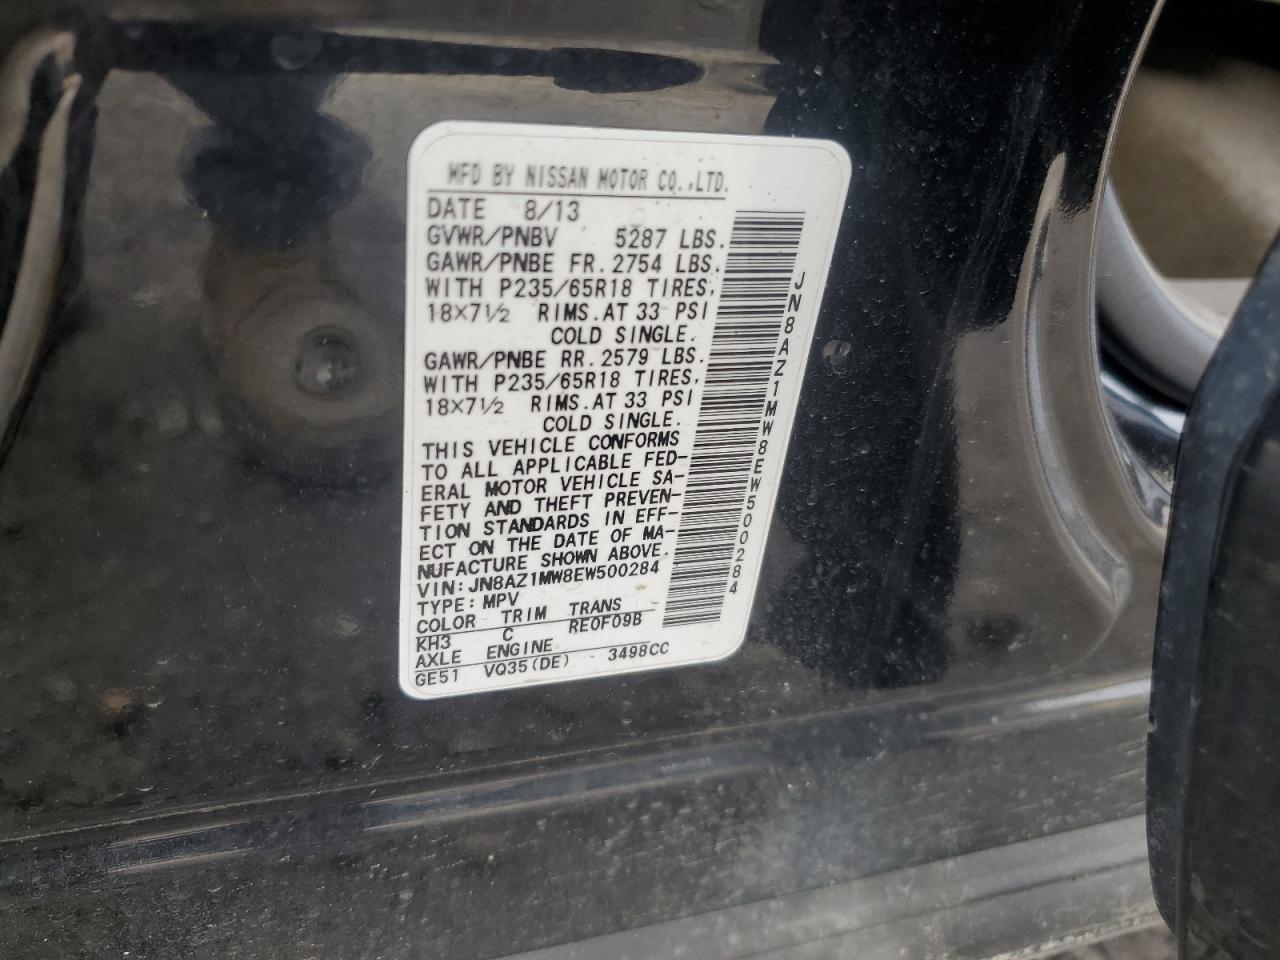 MFD BY NISSAN MOTOR CO.,LTD.
DATE 8/13
GVWR/PNBV 5287 LBS.
GAWR/PNBE FR. 2754 LBS.
WITH P235/65R18 TIRES,
18×7½ RIMS. AT 33 PSI
COLD SINGLE.
GAWR/PNBE RR. 2579 LBS.
WITH P235/65R18 TIRES,
18×7½ RIMS. AT 33 PSI
COLD SINGLE.
THIS VEHICLE CONFORMS
TO ALL APPLICABLE FED-
ERAL MOTOR VEHICLE SA-
FETY AND THEFT PREVEN-
TION STANDARDS IN EFF-
ECT ON THE DATE OF MA-
NUFACTURE SHOWN ABOVE.
VIN: JN8AZ1MW8EW500284
TYPE: MPV
COLOR TRIM TRANS
KH3 C RE0F09B
AXLE ENGINE
GE51 VQ35(DE) 3498CC
JN8AZ1MW8EW500284